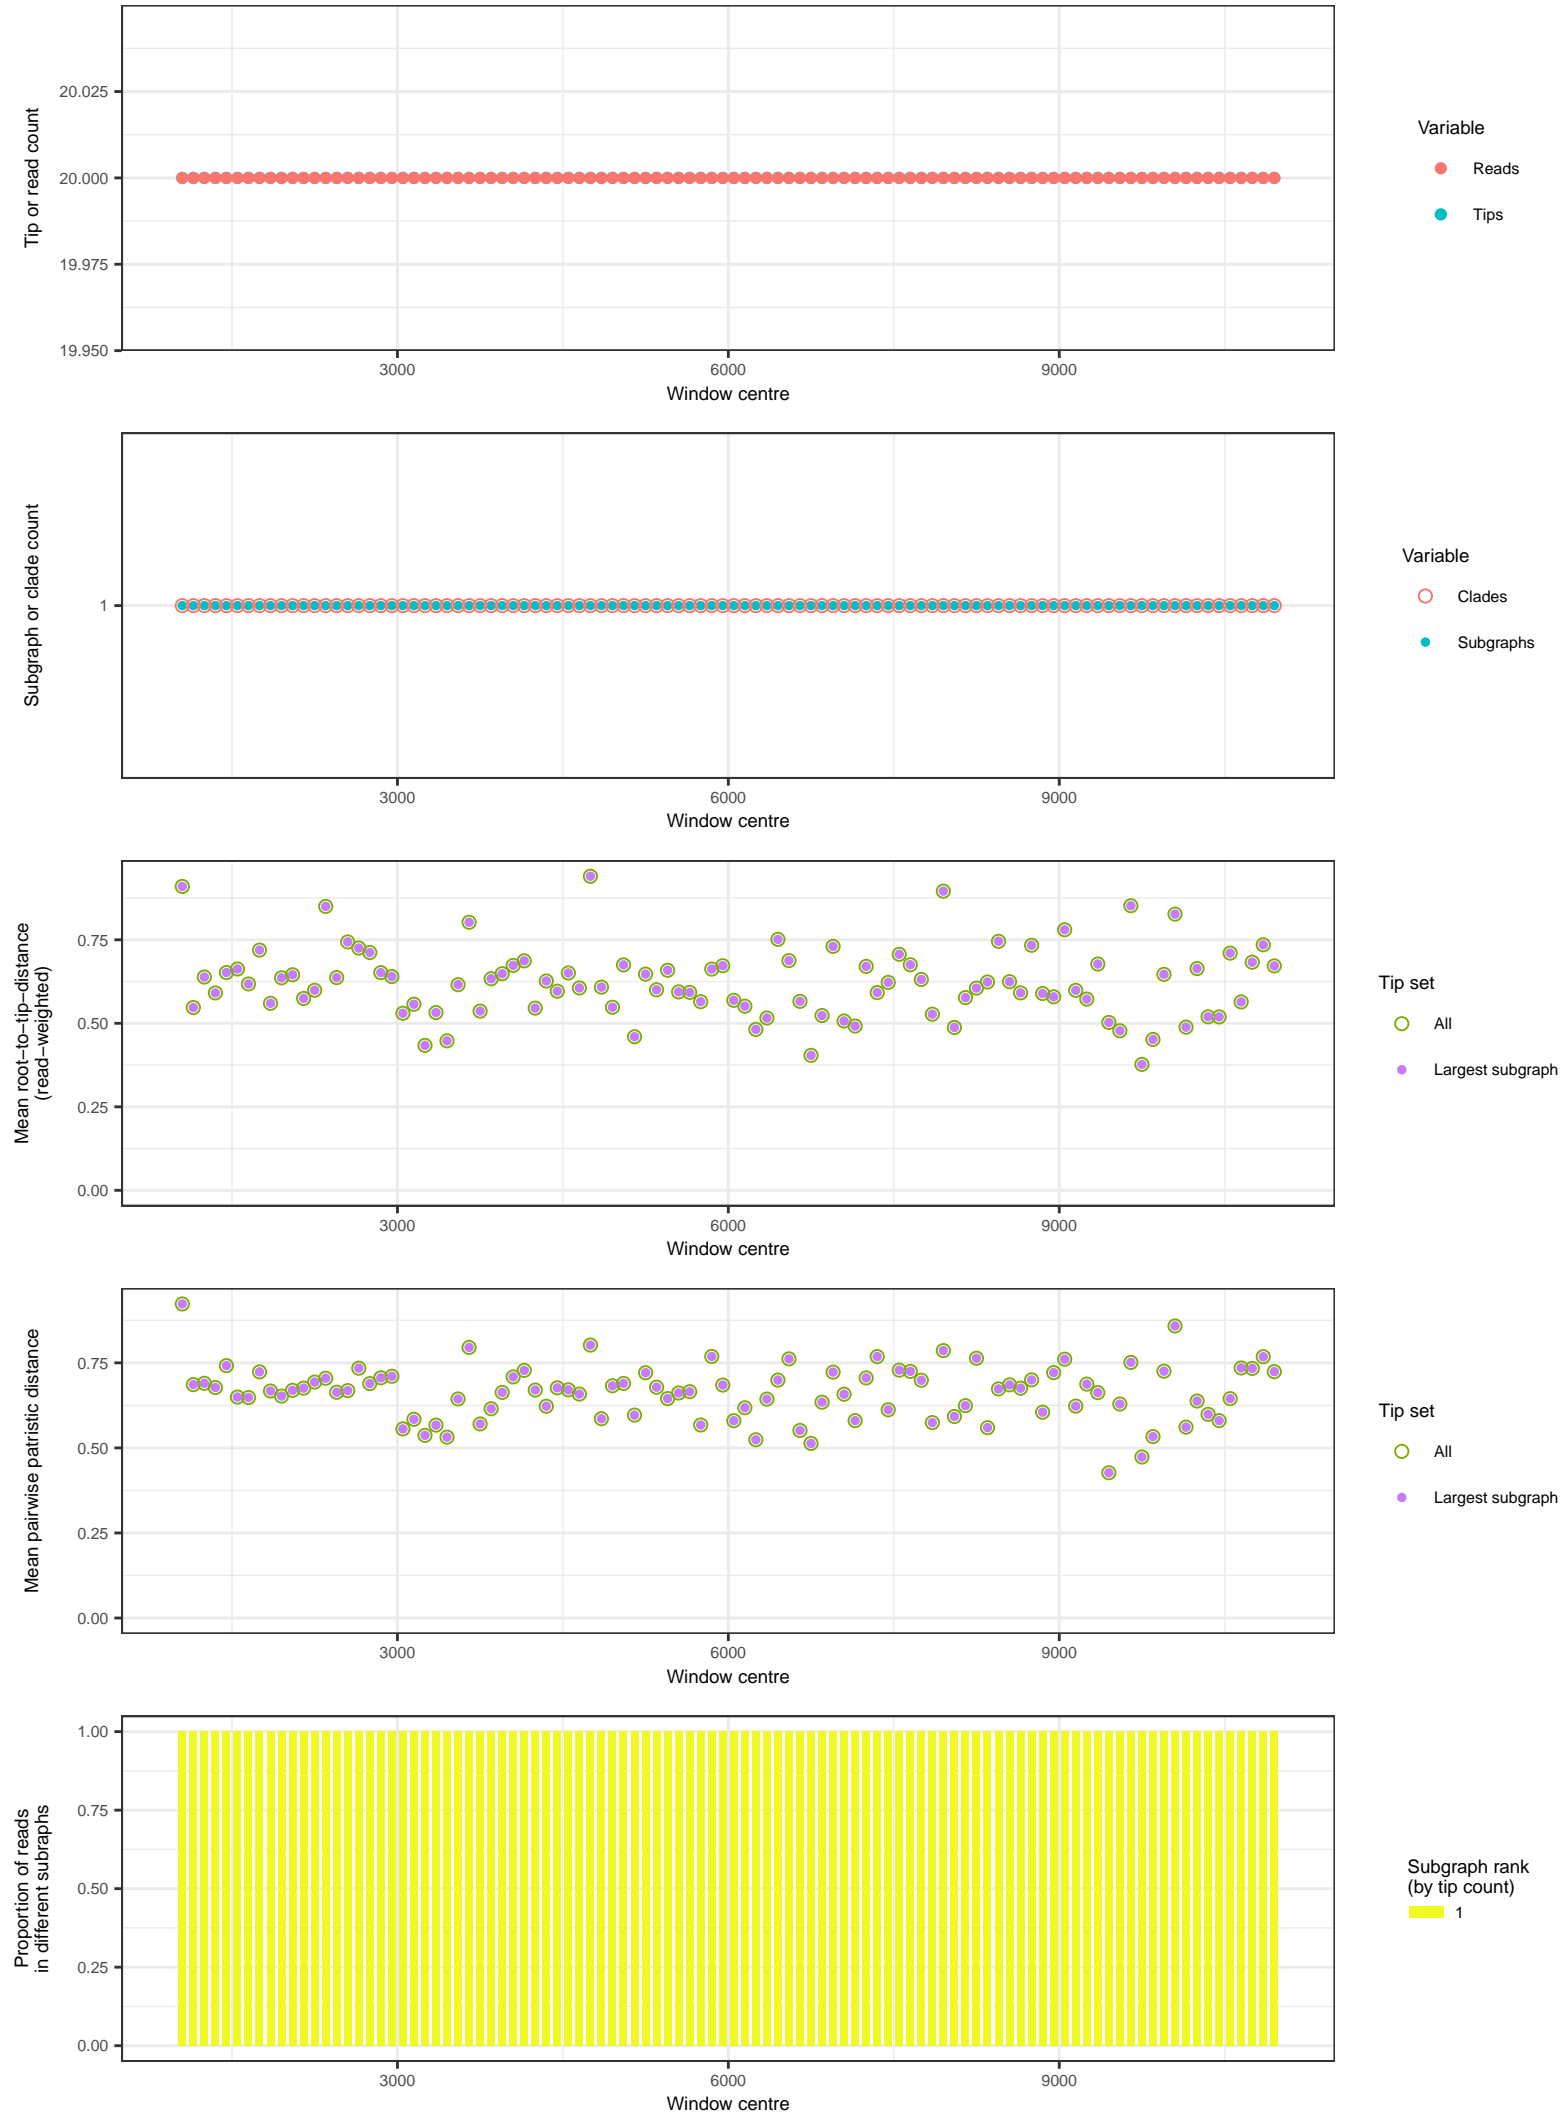 Tip or read count
20.025
20.000
19.975
19.950
3000 6000 9000
Window centre
Variable
Reads
Tips
Subgraph or clade count
1
3000 6000 9000
Window centre
Variable
Clades
Subgraphs
Mean root−to−tip−distance
(read−weighted)
0.75
0.50
0.25
0.00
3000 6000 9000
Window centre
Tip set
All
Largest subgraph
Mean pairwise patristic distance
0.75
0.50
0.25
0.00
3000 6000 9000
Window centre
Tip set
All
Largest subgraph
Proportion of reads
in different subraphs
1.00
0.75
0.50
0.25
0.00
3000 6000 9000
Window centre
Subgraph rank
(by tip count)
1